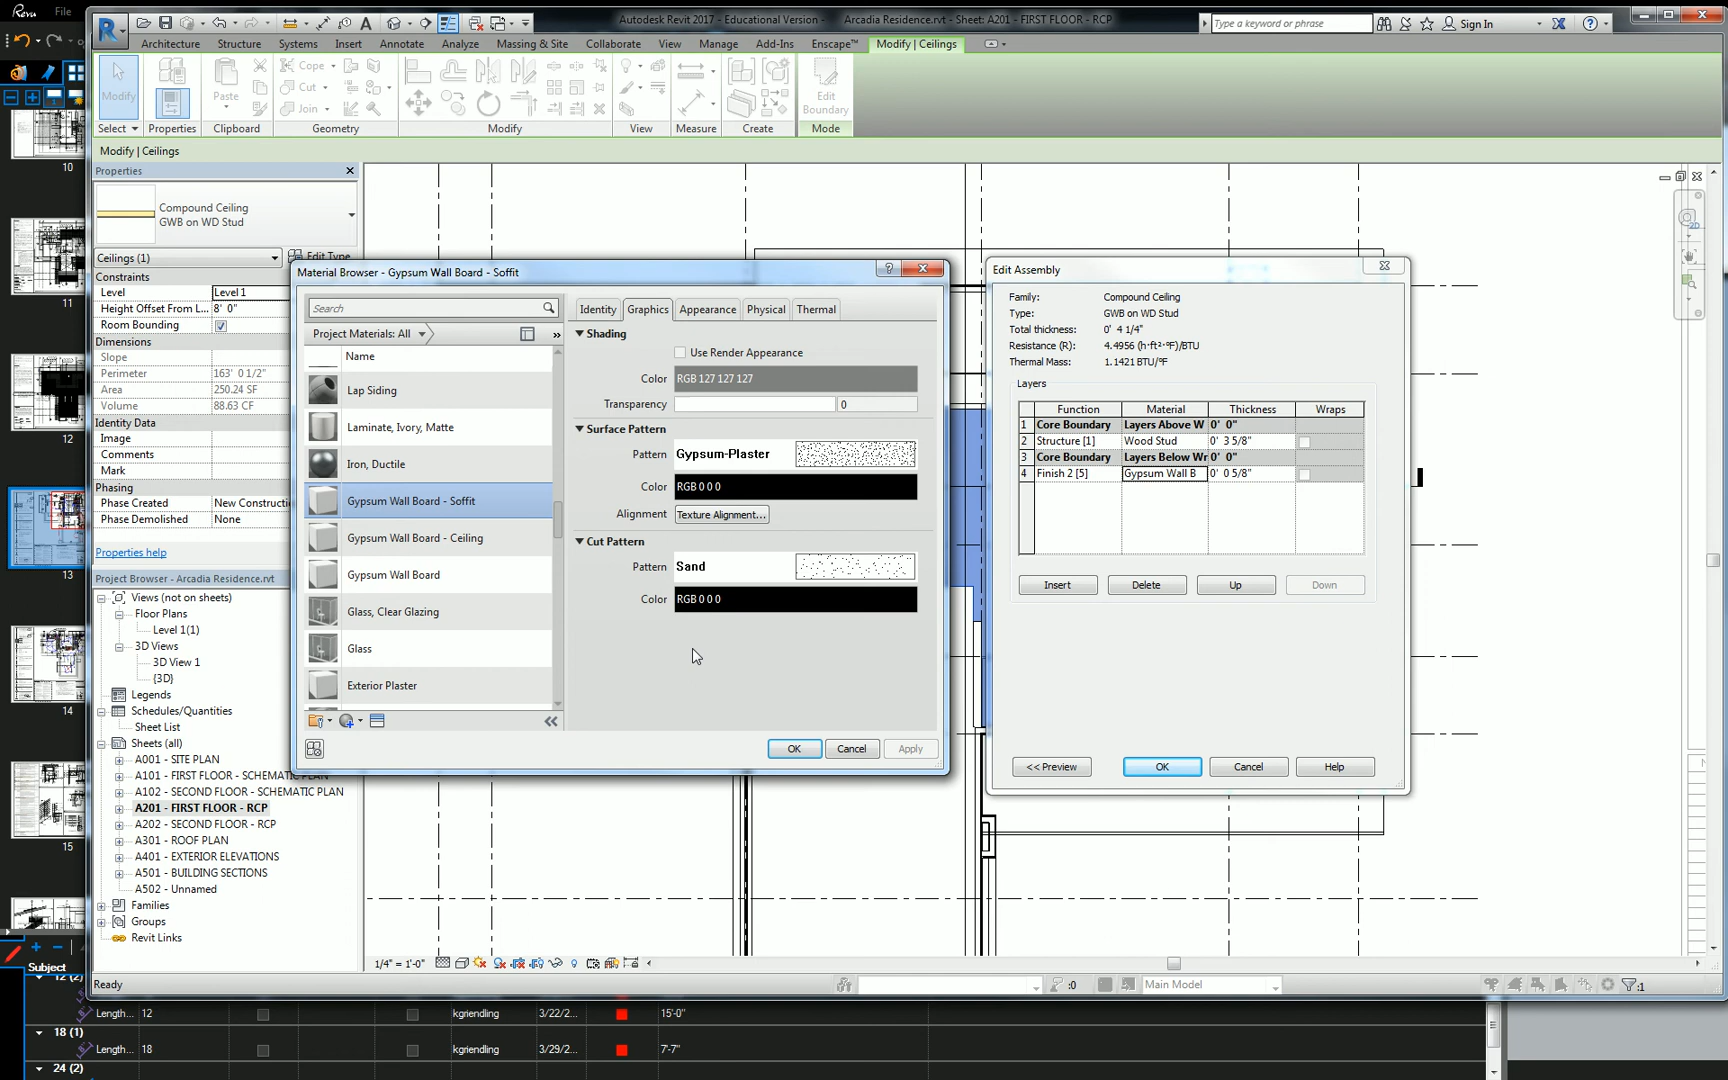 Revu File
Autodesk Revit 2017 - Educational Version - Arcadia Residence.rvt - Sheet: A201 - FIRST FLOOR - RCP
Type a keyword or phrase
Sign In
Architecture Structure Systems Insert Annotate Analyze Massing & Site Collaborate View Manage Add-Ins Enscape™ Modify | Ceilings
Modify
Paste
Cope
Cut
Join
Edit
Boundary
Select Properties Clipboard Geometry Modify View Measure Create Mode
Modify | Ceilings
Properties
Compound Ceiling
GWB on WD Stud
Ceilings (1)
Edit Type
Constraints
Level Level 1
Height Offset From L... 8' 0"
Room Bounding
Dimensions
Slope
Perimeter 163' 0 1/2"
Area 250.24 SF
Volume 88.63 CF
Identity Data
Image
Comments
Mark
Phasing
Phase Created New Constructi
Phase Demolished None
Properties help
Project Browser - Arcadia Residence.rvt
Views (not on sheets)
Floor Plans
Level 1(1)
3D Views
3D View 1
{3D}
Legends
Schedules/Quantities
Sheet List
Sheets (all)
A001 - SITE PLAN
A101 - FIRST FLOOR - SCHEMATIC PLAN
A102 - SECOND FLOOR - SCHEMATIC PLAN
A201 - FIRST FLOOR - RCP
A202 - SECOND FLOOR - RCP
A301 - ROOF PLAN
A401 - EXTERIOR ELEVATIONS
A501 - BUILDING SECTIONS
A502 - Unnamed
Families
Groups
Revit Links
10
11
12
13
14
15
Material Browser - Gypsum Wall Board - Soffit
Search
Project Materials: All
Name
Lap Siding
Laminate, Ivory, Matte
Iron, Ductile
Gypsum Wall Board - Soffit
Gypsum Wall Board - Ceiling
Gypsum Wall Board
Glass, Clear Glazing
Glass
Exterior Plaster
Identity Graphics Appearance Physical Thermal
Shading
Use Render Appearance
Color RGB 127 127 127
Transparency 0
Surface Pattern
Pattern Gypsum-Plaster
Color RGB 0 0 0
Alignment Texture Alignment...
Cut Pattern
Pattern Sand
Color RGB 0 0 0
OK Cancel Apply
Edit Assembly
Family: Compound Ceiling
Type: GWB on WD Stud
Total thickness: 0' 4 1/4"
Resistance (R): 4.4956 (h·ft²·°F)/BTU
Thermal Mass: 1.1421 BTU/°F
Layers
Function Material Thickness Wraps
1 Core Boundary Layers Above W 0' 0"
2 Structure [1] Wood Stud 0' 3 5/8"
3 Core Boundary Layers Below Wr 0' 0"
4 Finish 2 [5] Gypsum Wall B 0' 0 5/8"
Insert Delete Up Down
<< Preview OK Cancel Help
2D
1/4" = 1'-0"
Ready
:0
Main Model
:1
Subject
12 (2)
Length... 12 kgriendling 3/22/2... 15'-0"
18 (1)
Length... 18 kgriendling 3/29/2... 7'-7"
24 (2)